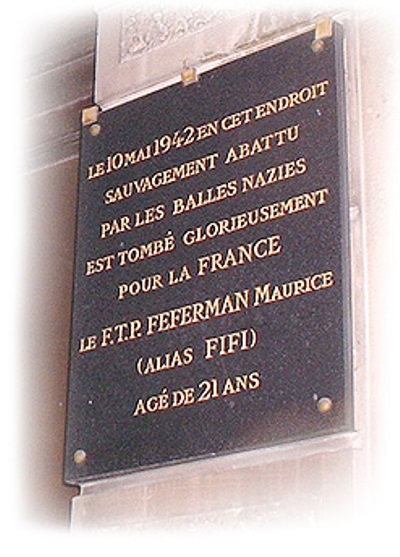 LE 10 MAI 1942 EN CET ENDROIT
SAUVAGEMENT ABATTU
PAR LES BALLES NAZIES
EST TOMBÉ GLORIEUSEMENT
POUR LA FRANCE
LE F.T.P. FEFERMAN MAURICE
(ALIAS FIFI)
AGÉ DE 21 ANS